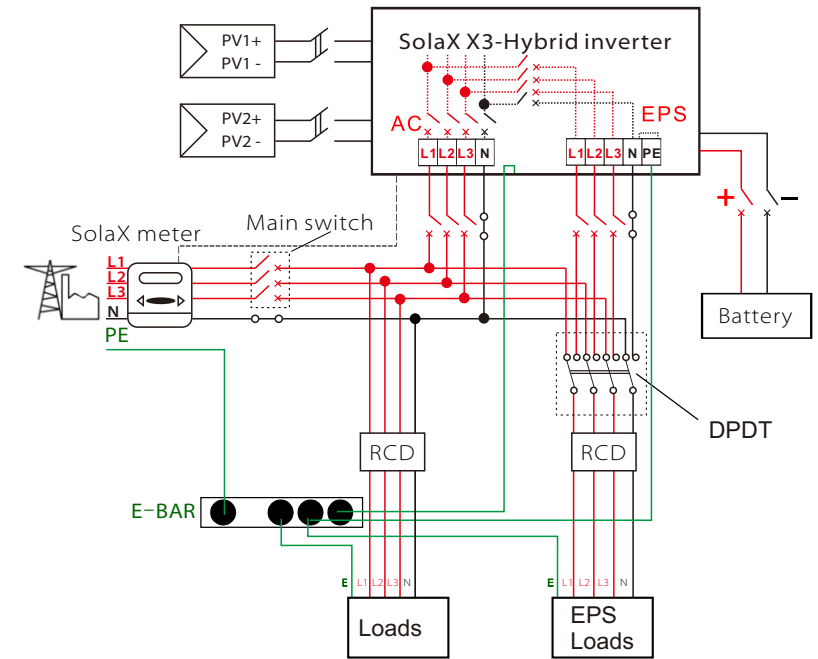 PV1+
PV1 -
PV2+
PV2 -
SolaX X3-Hybrid inverter
AC
EPS
L1 L2 L3 N
L1 L2 L3 N PE
+ −
SolaX meter
Main switch
L1
L2
L3
N
PE
Battery
DPDT
RCD
RCD
E-BAR
E L1 L2 L3 N
E L1 L2 L3 N
Loads
EPS
Loads